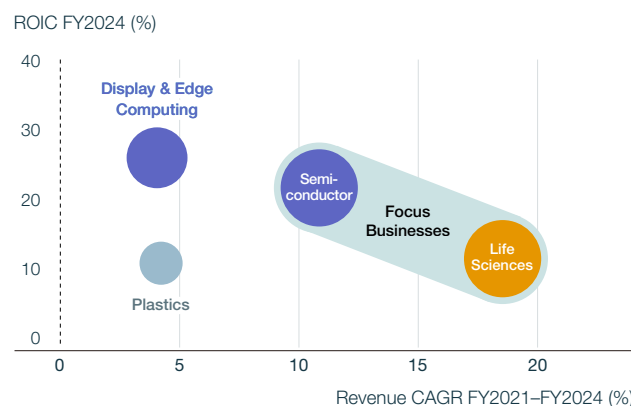 ROIC FY2024 (%)
40
Display & Edge
Computing
30
Semi-
conductor
20
Focus
Businesses
Life
Sciences
10
Plastics
0
0
5
10
15
20
Revenue CAGR FY2021–FY2024 (%)